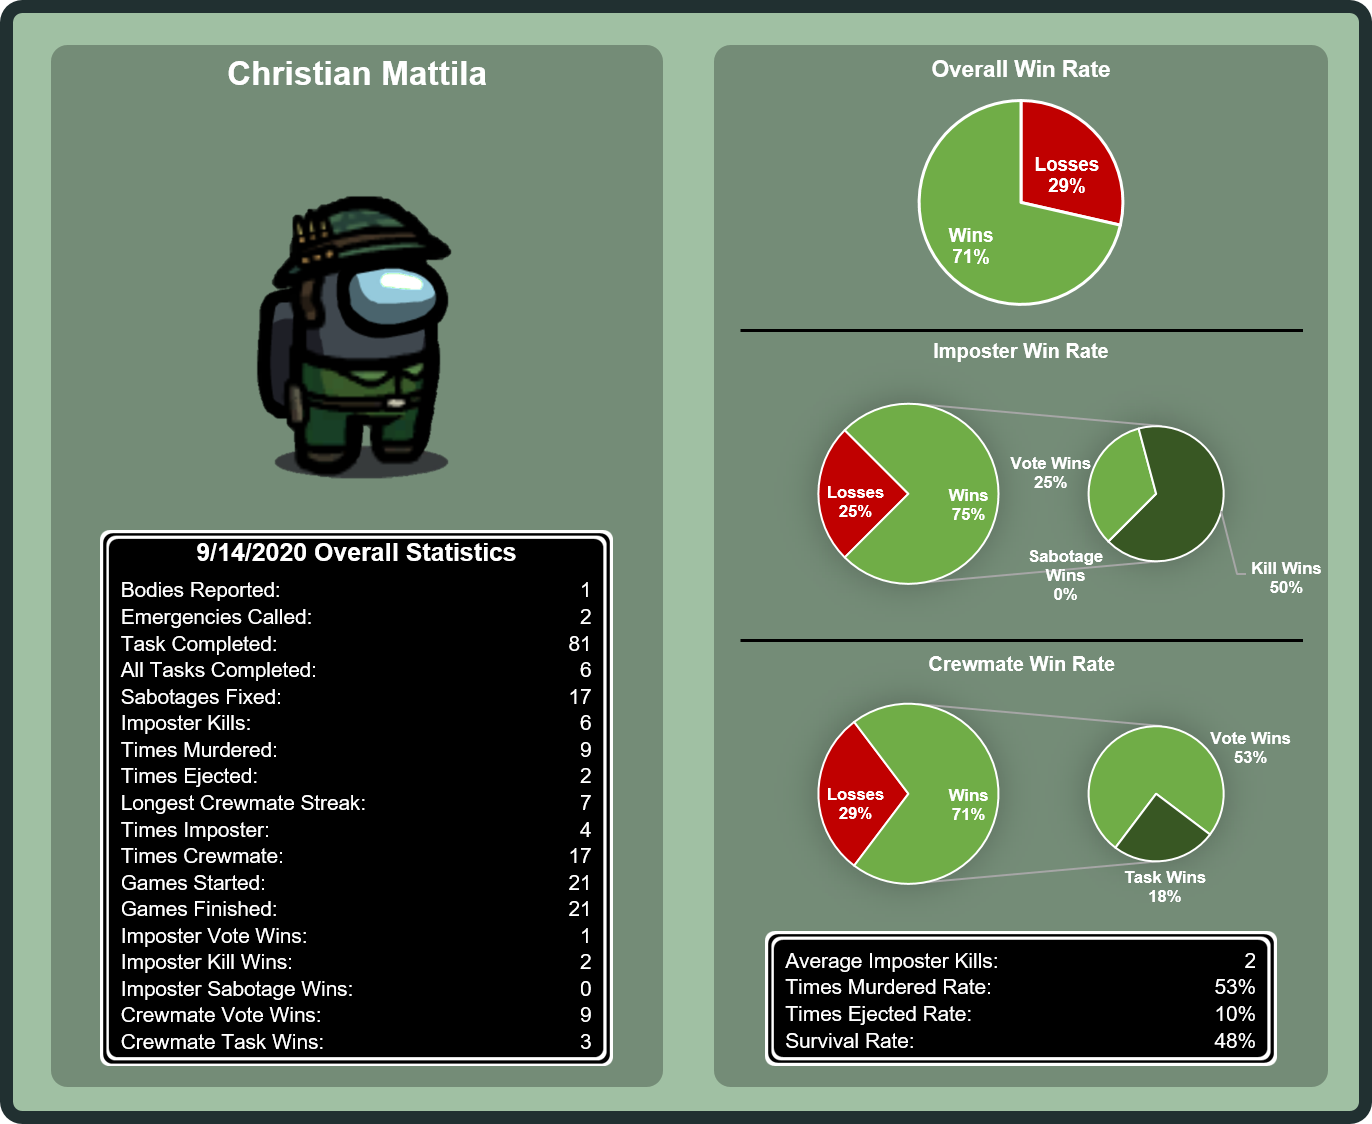 Christian Mattila
9/14/2020 Overall Statistics
Bodies Reported: 1
Emergencies Called: 2
Task Completed: 81
All Tasks Completed: 6
Sabotages Fixed: 17
Imposter Kills: 6
Times Murdered: 9
Times Ejected: 2
Longest Crewmate Streak: 7
Times Imposter: 4
Times Crewmate: 17
Games Started: 21
Games Finished: 21
Imposter Vote Wins: 1
Imposter Kill Wins: 2
Imposter Sabotage Wins: 0
Crewmate Vote Wins: 9
Crewmate Task Wins: 3
Overall Win Rate
Losses
29%
Wins
71%
Imposter Win Rate
Losses
25%
Wins
75%
Vote Wins
25%
Sabotage
Wins
0%
Kill Wins
50%
Crewmate Win Rate
Losses
29%
Wins
71%
Vote Wins
53%
Task Wins
18%
Average Imposter Kills: 2
Times Murdered Rate: 53%
Times Ejected Rate: 10%
Survival Rate: 48%